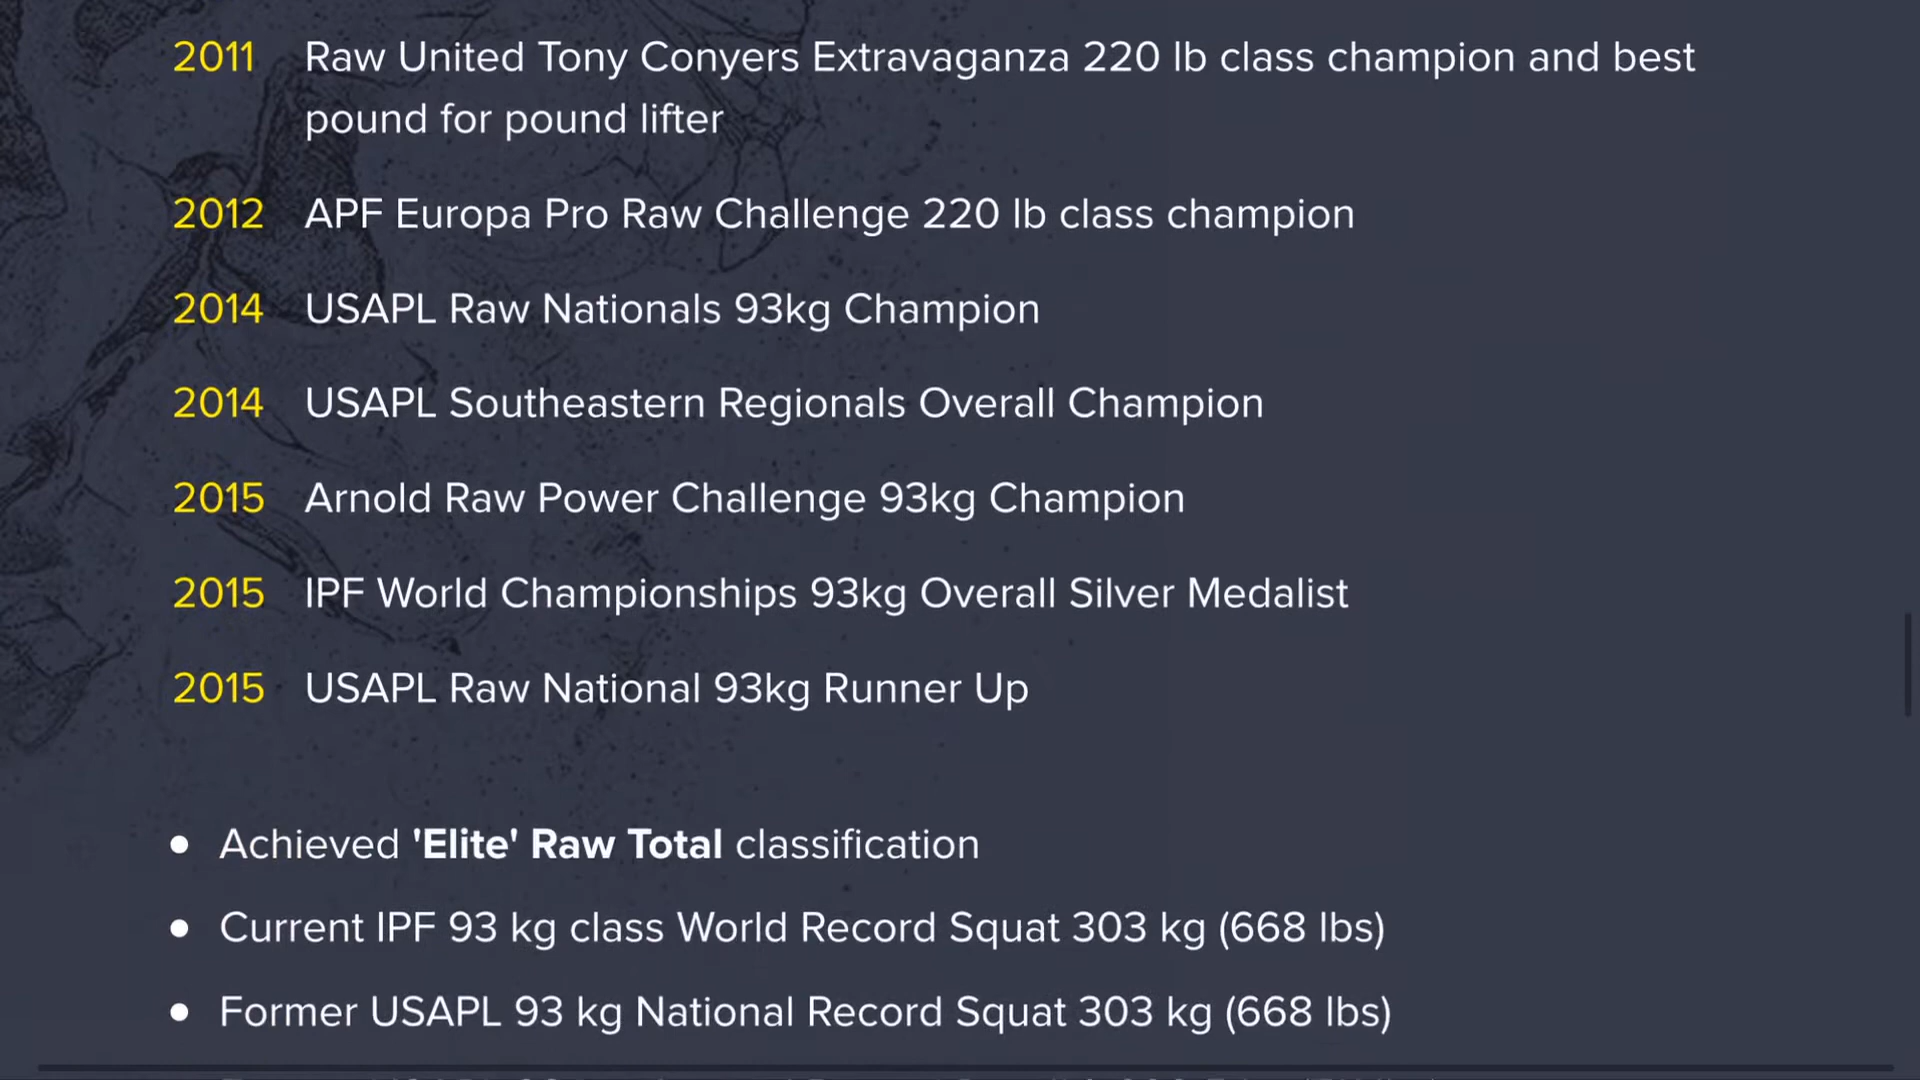 2011 Raw United Tony Conyers Extravaganza 220 lb class champion and best
pound for pound lifter
2012 APF Europa Pro Raw Challenge 220 lb class champion
2014 USAPL Raw Nationals 93kg Champion
2014 USAPL Southeastern Regionals Overall Champion
2015 Arnold Raw Power Challenge 93kg Champion
2015 IPF World Championships 93kg Overall Silver Medalist
2015 USAPL Raw National 93kg Runner Up
• Achieved 'Elite' Raw Total classification
• Current IPF 93 kg class World Record Squat 303 kg (668 lbs)
• Former USAPL 93 kg National Record Squat 303 kg (668 lbs)